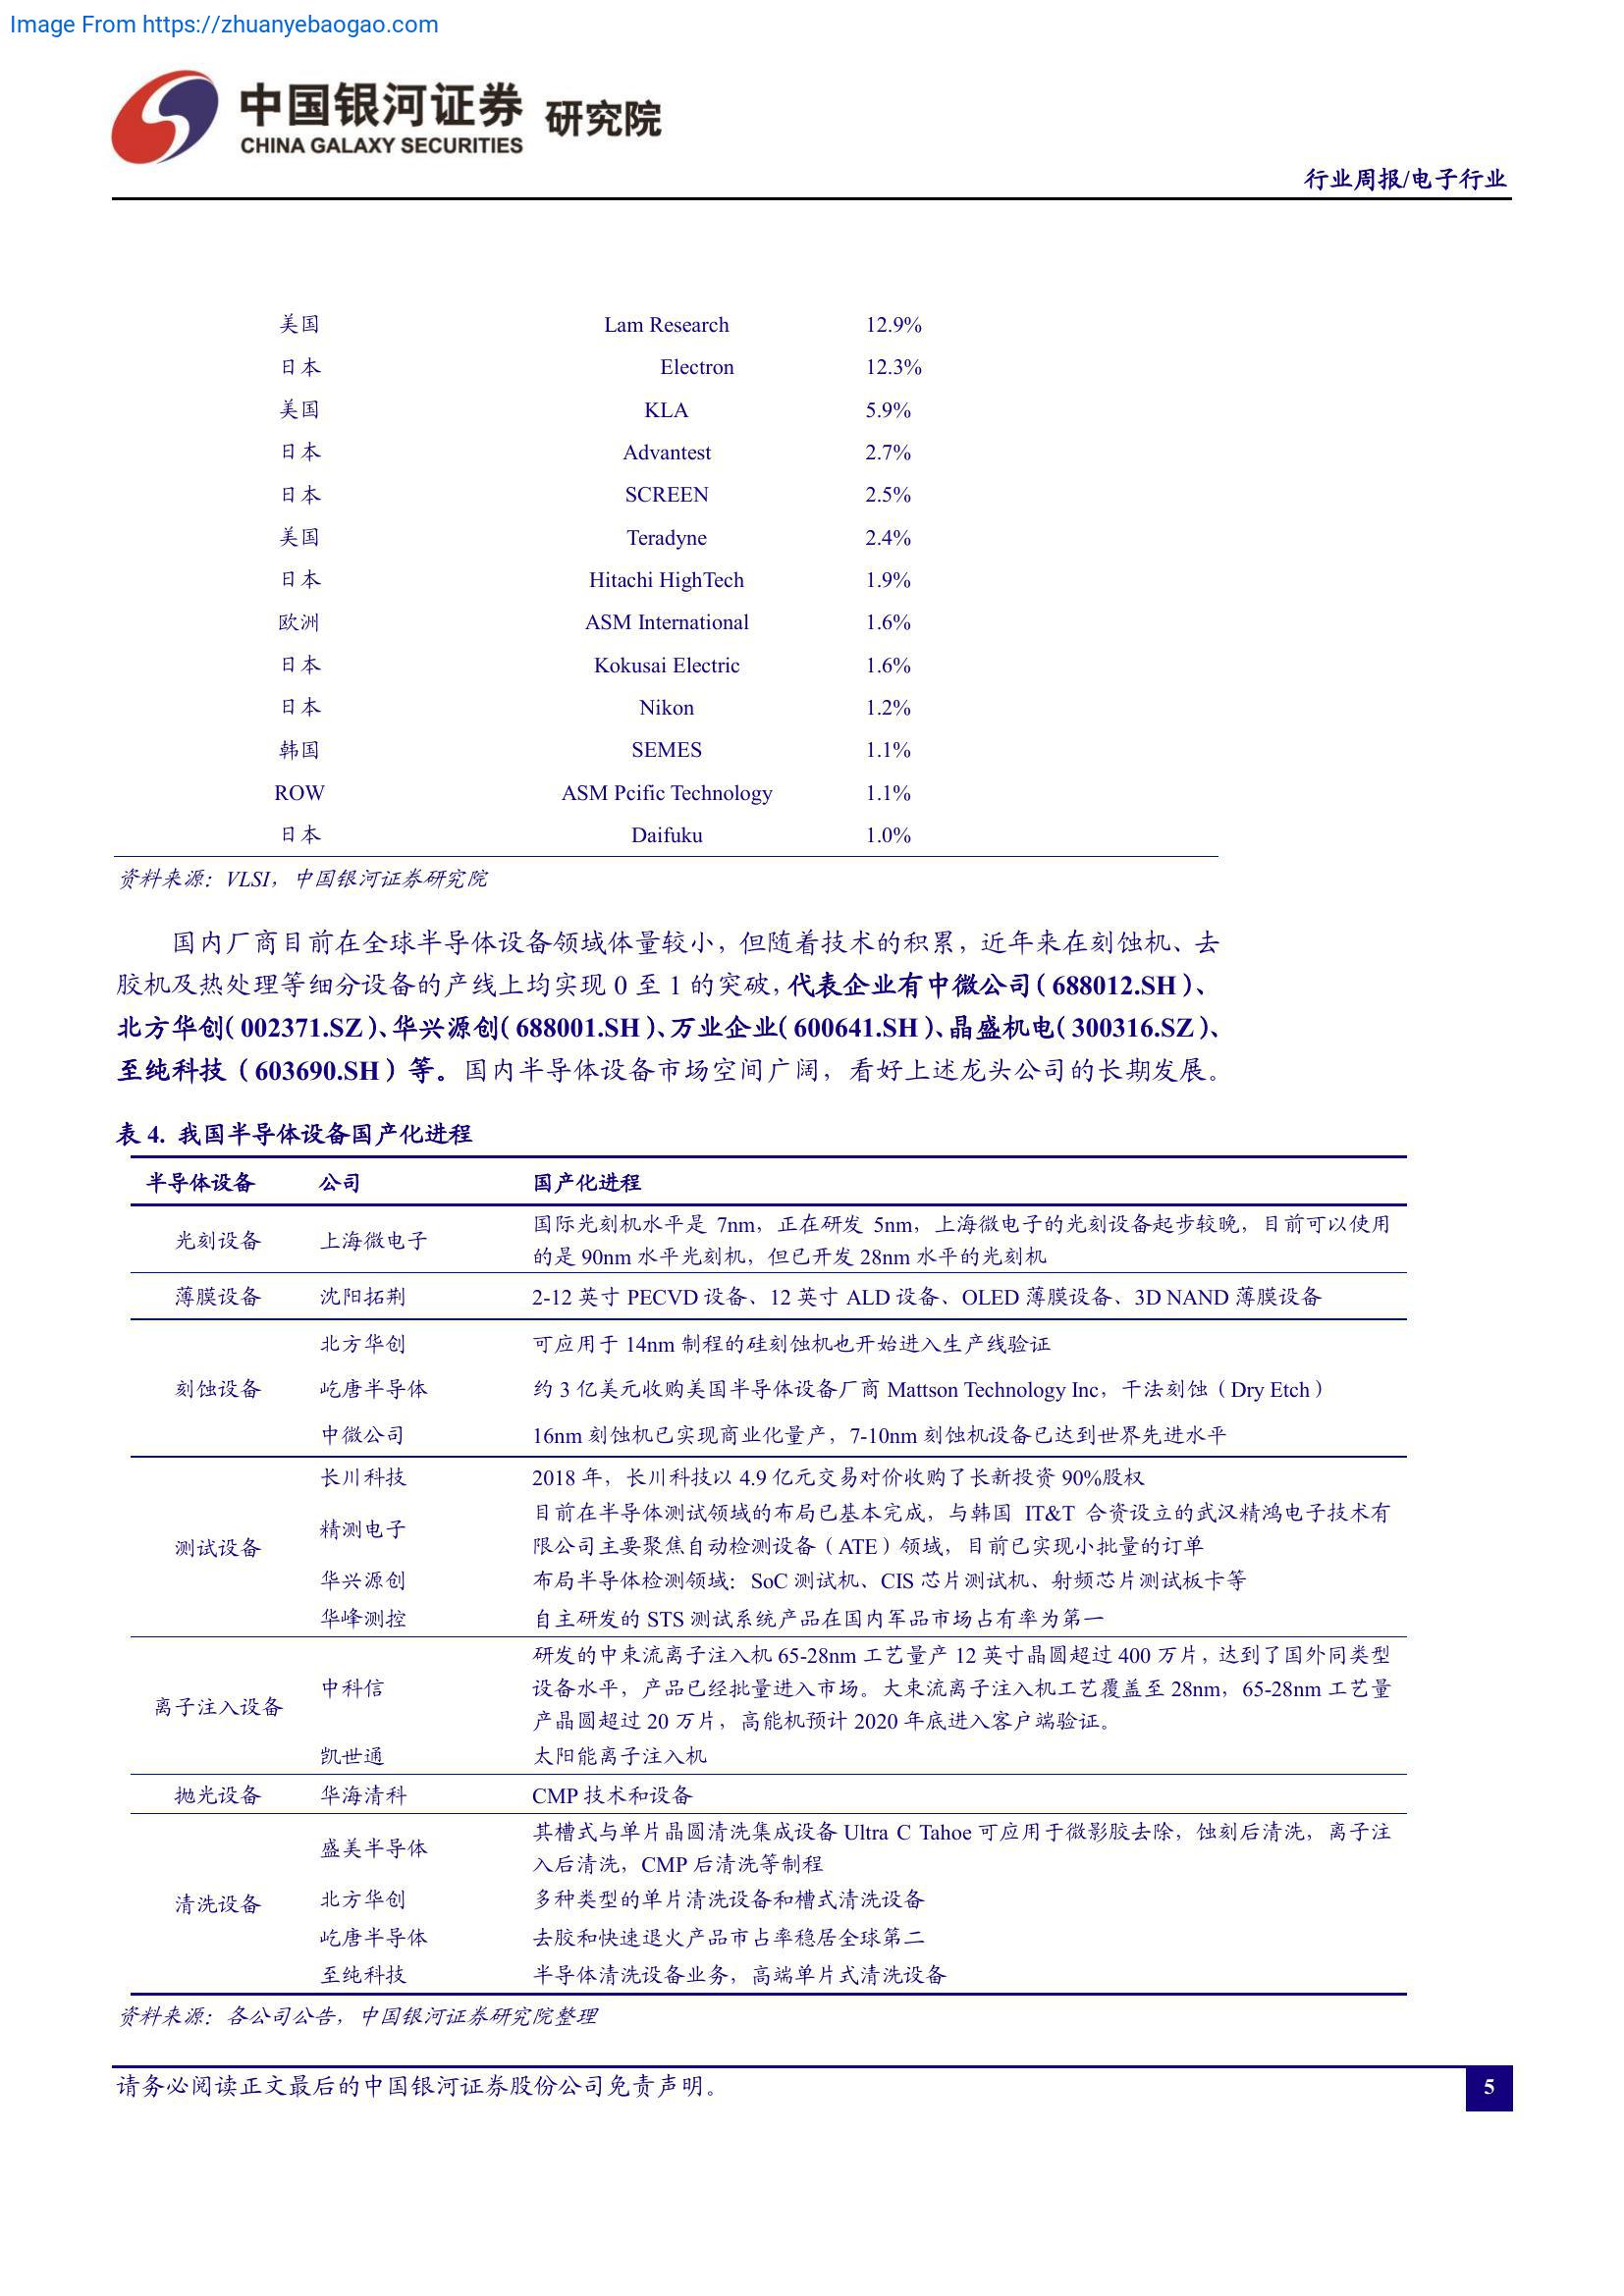 Image From https://zhuanyebaogao.com
中国银河证券 研究院
CHINA GALAXY SECURITIES
行业周报/电子行业
美国 Lam Research 12.9%
日本 Electron 12.3%
美国 KLA 5.9%
日本 Advantest 2.7%
日本 SCREEN 2.5%
美国 Teradyne 2.4%
日本 Hitachi HighTech 1.9%
欧洲 ASM International 1.6%
日本 Kokusai Electric 1.6%
日本 Nikon 1.2%
韩国 SEMES 1.1%
ROW ASM Pcific Technology 1.1%
日本 Daifuku 1.0%
资料来源：VLSI，中国银河证券研究院
国内厂商目前在全球半导体设备领域体量较小，但随着技术的积累，近年来在刻蚀机、去
胶机及热处理等细分设备的产线上均实现 0 至 1 的突破，代表企业有中微公司（688012.SH）、
北方华创（002371.SZ）、华兴源创（688001.SH）、万业企业（600641.SH）、晶盛机电（300316.SZ）、
至纯科技（603690.SH）等。国内半导体设备市场空间广阔，看好上述龙头公司的长期发展。
表 4. 我国半导体设备国产化进程
半导体设备 公司 国产化进程
光刻设备 上海微电子 国际光刻机水平是 7nm，正在研发 5nm，上海微电子的光刻设备起步较晚，目前可以使用
的是 90nm 水平光刻机，但已开发 28nm 水平的光刻机
薄膜设备 沈阳拓荆 2-12 英寸 PECVD 设备、12 英寸 ALD 设备、OLED 薄膜设备、3D NAND 薄膜设备
北方华创 可应用于 14nm 制程的硅刻蚀机也开始进入生产线验证
刻蚀设备 屹唐半导体 约 3 亿美元收购美国半导体设备厂商 Mattson Technology Inc，干法刻蚀（Dry Etch）
中微公司 16nm 刻蚀机已实现商业化量产，7-10nm 刻蚀机设备已达到世界先进水平
长川科技 2018 年，长川科技以 4.9 亿元交易对价收购了长新投资 90%股权
测试设备 精测电子 目前在半导体测试领域的布局已基本完成，与韩国 IT&T 合资设立的武汉精鸿电子技术有
限公司主要聚焦自动检测设备（ATE）领域，目前已实现小批量的订单
华兴源创 布局半导体检测领域：SoC 测试机、CIS 芯片测试机、射频芯片测试板卡等
华峰测控 自主研发的 STS 测试系统产品在国内军品市场占有率为第一
离子注入设备 中科信 研发的中束流离子注入机 65-28nm 工艺量产 12 英寸晶圆超过 400 万片，达到了国外同类型
设备水平，产品已经批量进入市场。大束流离子注入机工艺覆盖至 28nm，65-28nm 工艺量
产晶圆超过 20 万片，高能机预计 2020 年底进入客户端验证。
凯世通 太阳能离子注入机
抛光设备 华海清科 CMP 技术和设备
清洗设备 盛美半导体 其槽式与单片晶圆清洗集成设备 Ultra C Tahoe 可应用于微影胶去除，蚀刻后清洗，离子注
入后清洗，CMP 后清洗等制程
北方华创 多种类型的单片清洗设备和槽式清洗设备
屹唐半导体 去胶和快速退火产品市占率稳居全球第二
至纯科技 半导体清洗设备业务，高端单片式清洗设备
资料来源：各公司公告，中国银河证券研究院整理
请务必阅读正文最后的中国银河证券股份公司免责声明。
5